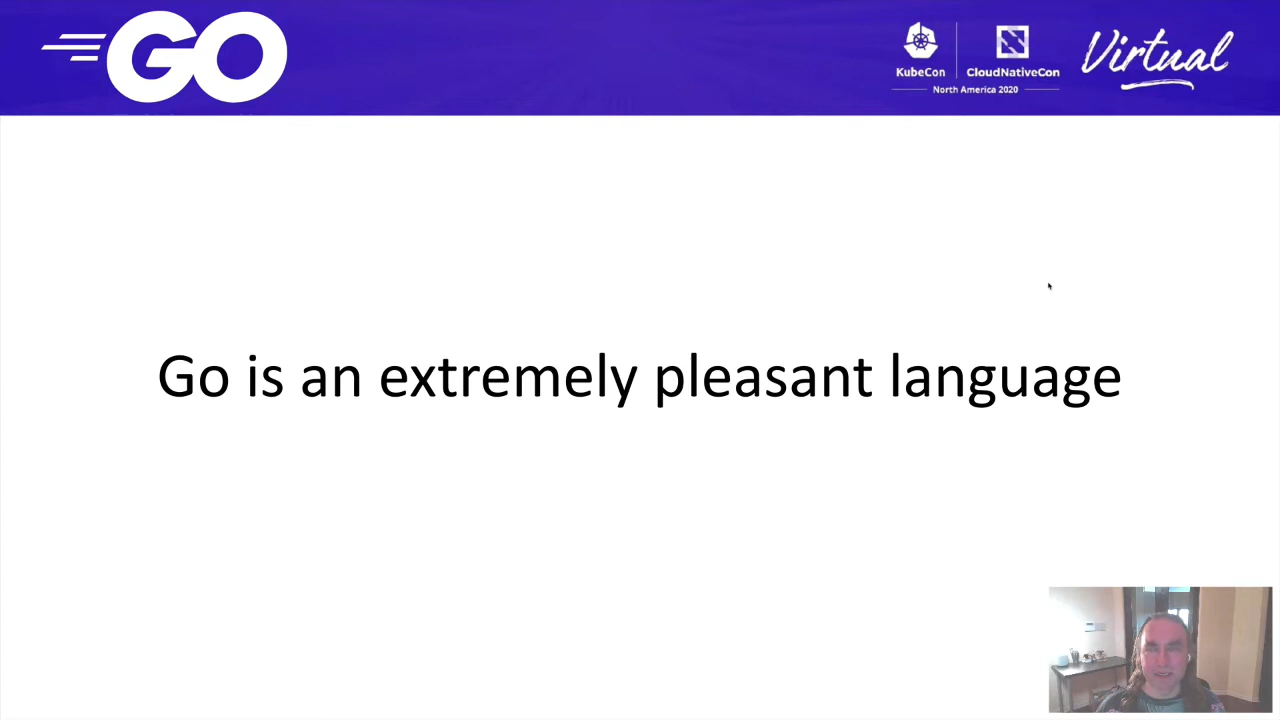 GO
KubeCon
CloudNativeCon
North America 2020
Virtual
Go is an extremely pleasant language